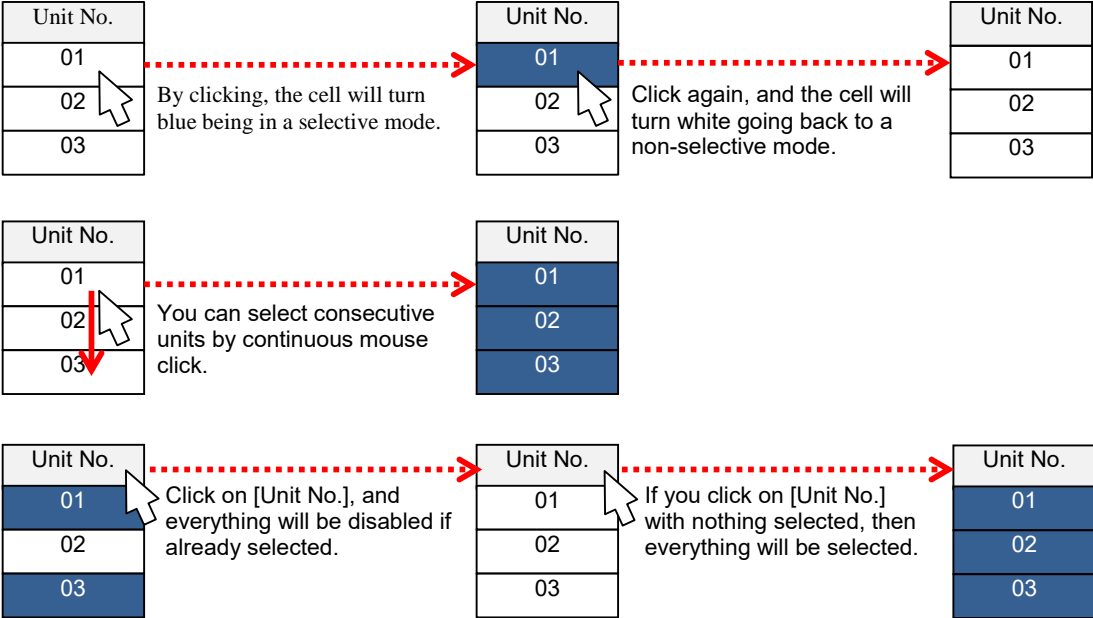 Unit No.
01
02
03
By clicking, the cell will turn
blue being in a selective mode.
Unit No.
01
02
03
Click again, and the cell will
turn white going back to a
non-selective mode.
Unit No.
01
02
03
Unit No.
01
02
03
You can select consecutive
units by continuous mouse
click.
Unit No.
01
02
03
Unit No.
01
02
03
Click on [Unit No.], and
everything will be disabled if
already selected.
Unit No.
01
02
03
If you click on [Unit No.]
with nothing selected, then
everything will be selected.
Unit No.
01
02
03